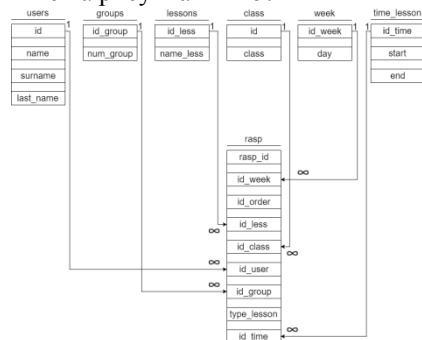 users
groups
lessons
class
week
time_lesson
id
1
id_group
1
id_less
1
id
1
id_week
1
id_time
1
name
num_group
name_less
class
day
start
surname
end
last_name
rasp
rasp_id
id_week
∞
id_order
id_less
∞
id_class
∞
id_user
∞
id_group
∞
type_lesson
id_time
∞